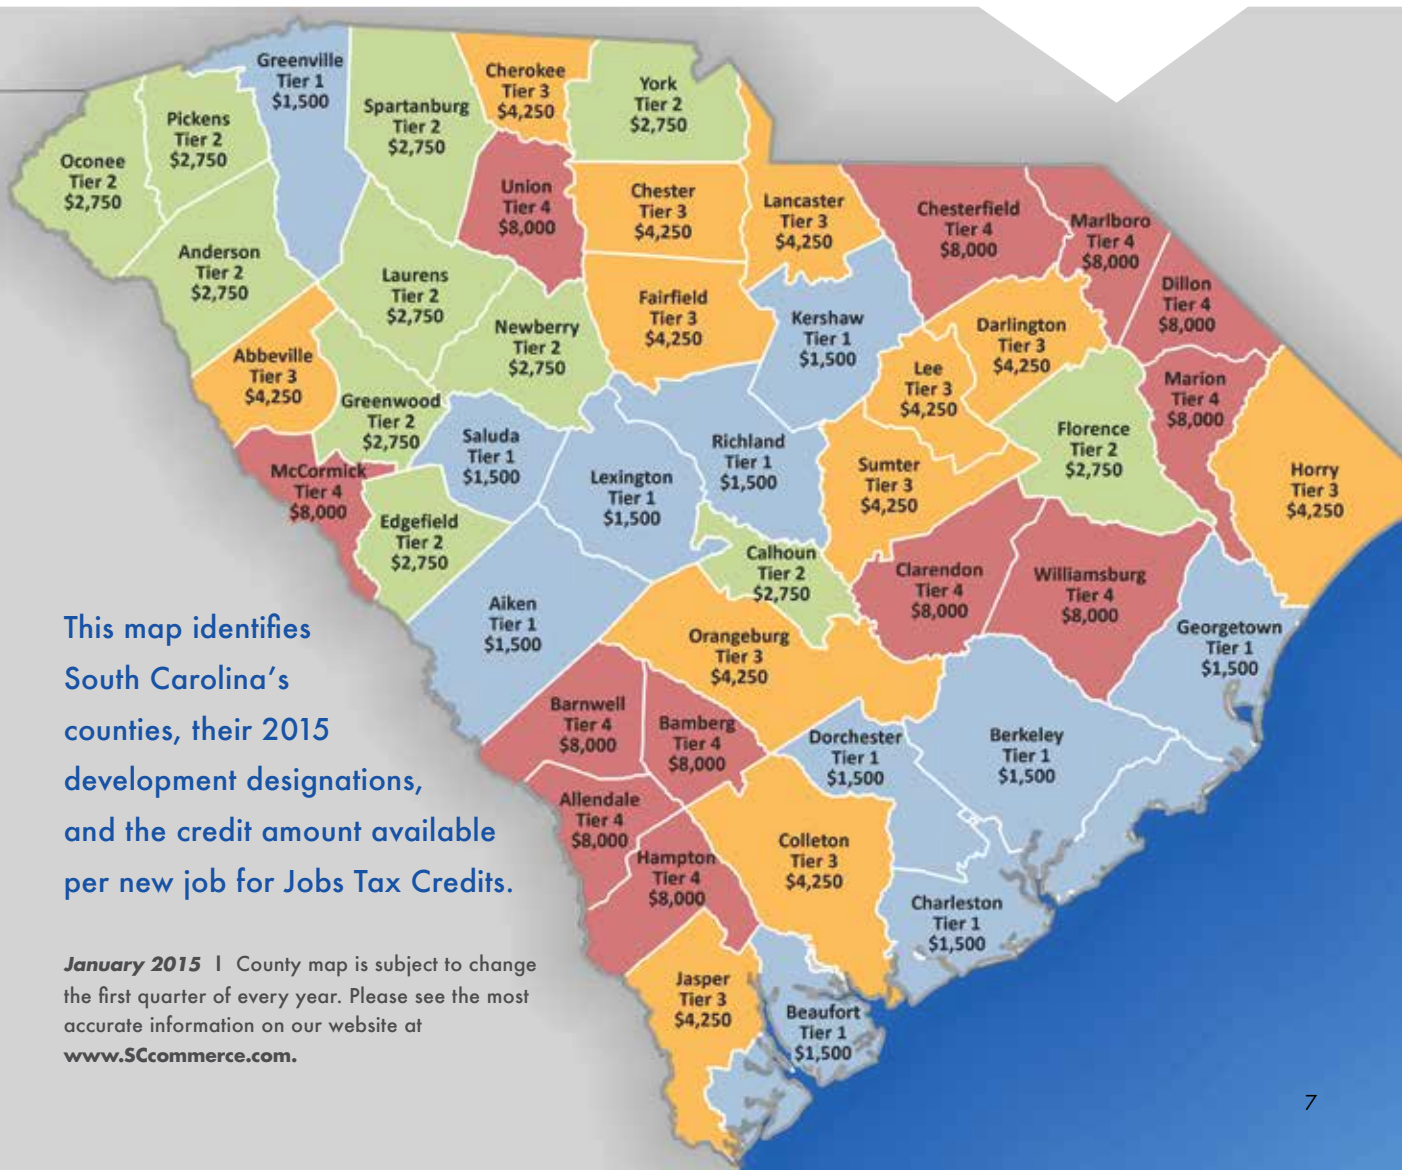 Greenville
Tier 1
$1,500
Cherokee
Tier 3
$4,250
York
Tier 2
$2,750
Spartanburg
Tier 2
$2,750
Pickens
Tier 2
$2,750
Oconee
Tier 2
$2,750
Union
Tier 4
$8,000
Chester
Tier 3
$4,250
Lancaster
Tier 3
$4,250
Chesterfield
Tier 4
$8,000
Marlboro
Tier 4
$8,000
Anderson
Tier 2
$2,750
Laurens
Tier 2
$2,750
Dillon
Tier 4
$8,000
Fairfield
Tier 3
$4,250
Kershaw
Tier 1
$1,500
Darlington
Tier 3
$4,250
Newberry
Tier 2
$2,750
Abbeville
Tier 3
$4,250
Lee
Tier 3
$4,250
Marion
Tier 4
$8,000
Greenwood
Tier 2
$2,750
Saluda
Tier 1
$1,500
Richland
Tier 1
$1,500
Florence
Tier 2
$2,750
McCormick
Tier 4
$8,000
Lexington
Tier 1
$1,500
Sumter
Tier 3
$4,250
Horry
Tier 3
$4,250
Edgefield
Tier 2
$2,750
Calhoun
Tier 2
$2,750
Clarendon
Tier 4
$8,000
Williamsburg
Tier 4
$8,000
Aiken
Tier 1
$1,500
Orangeburg
Tier 3
$4,250
Georgetown
Tier 1
$1,500
Barnwell
Tier 4
$8,000
Bamberg
Tier 4
$8,000
Dorchester
Tier 1
$1,500
Berkeley
Tier 1
$1,500
Allendale
Tier 4
$8,000
Hampton
Tier 4
$8,000
Colleton
Tier 3
$4,250
Charleston
Tier 1
$1,500
Jasper
Tier 3
$4,250
Beaufort
Tier 1
$1,500
This map identifies
South Carolina's
counties, their 2015
development designations,
and the credit amount available
per new job for Jobs Tax Credits.
January 2015 | County map is subject to change
the first quarter of every year. Please see the most
accurate information on our website at
www.SCcommerce.com.
7